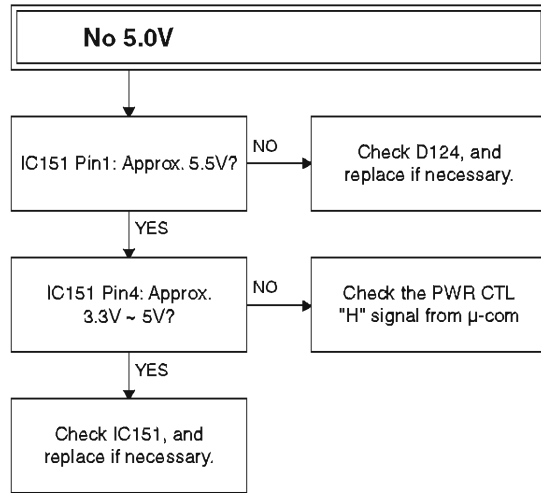 No 5.0V
IC151 Pin1: Approx. 5.5V?
NO
Check D124, and
replace if necessary.
YES
IC151 Pin4: Approx.
3.3V ~ 5V?
NO
Check the PWR CTL
"H" signal from μ-com
YES
Check IC151, and
replace if necessary.